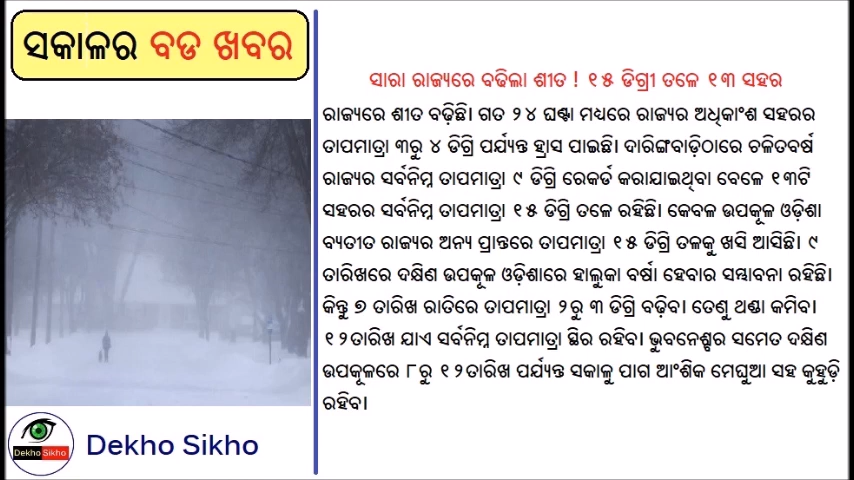 ସକାଳର ବଡ ଖବର
ସାରା ରାଜ୍ୟରେ ବଢିଲା ଶୀତ ! ୧୫ ଡିଗ୍ରୀ ତଳେ ୧୩ ସହର
ରାଜ୍ୟରେ ଶୀତ ବଢ଼ିଛି। ଗତ ୨୪ ଘଣ୍ଟା ମଧ୍ୟରେ ରାଜ୍ୟର ଅଧିକାଂଶ ସହରର
ତାପମାତ୍ରା ୩ରୁ ୪ ଡିଗ୍ରି ପର୍ଯ୍ୟନ୍ତ ହ୍ରାସ ପାଇଛି। ଦାରିଙ୍ଗବାଡ଼ିଠାରେ ଚଳିତବର୍ଷ
ରାଜ୍ୟର ସର୍ବନିମ୍ନ ତାପମାତ୍ରା ୯ ଡିଗ୍ରି ରେକର୍ଡ କରାଯାଇଥିବା ବେଳେ ୧୩ଟି
ସହରର ସର୍ବନିମ୍ନ ତାପମାତ୍ରା ୧୫ ଡିଗ୍ରି ତଳେ ରହିଛି। କେବଳ ଉପକୂଳ ଓଡ଼ିଶା
ବ୍ୟତୀତ ରାଜ୍ୟର ଅନ୍ୟ ପ୍ରାନ୍ତରେ ତାପମାତ୍ରା ୧୫ ଡିଗ୍ରି ତଳକୁ ଖସି ଆସିଛି। ୯
ତାରିଖରେ ଦକ୍ଷିଣ ଉପକୂଳ ଓଡ଼ିଶାରେ ହାଲୁକା ବର୍ଷା ହେବାର ସମ୍ଭାବନା ରହିଛି।
କିନ୍ତୁ ୭ ତାରିଖ ରାତିରେ ତାପମାତ୍ରା ୨ରୁ ୩ ଡିଗ୍ରି ବଢ଼ିବ। ତେଣୁ ଥଣ୍ଡା କମିବ।
୧୨ତାରିଖ ଯାଏ ସର୍ବନିମ୍ନ ତାପମାତ୍ରା ସ୍ଥିର ରହିବ। ଭୁବନେଶ୍ବର ସମେତ ଦକ୍ଷିଣ
ଉପକୂଳରେ ୮ରୁ ୧୨ତାରିଖ ପର୍ଯ୍ୟନ୍ତ ସକାଳୁ ପାଗ ଆଂଶିକ ମେଘୁଆ ସହ କୁହୁଡ଼ି
ରହିବ।
Dekho Sikho
Dekho Sikho